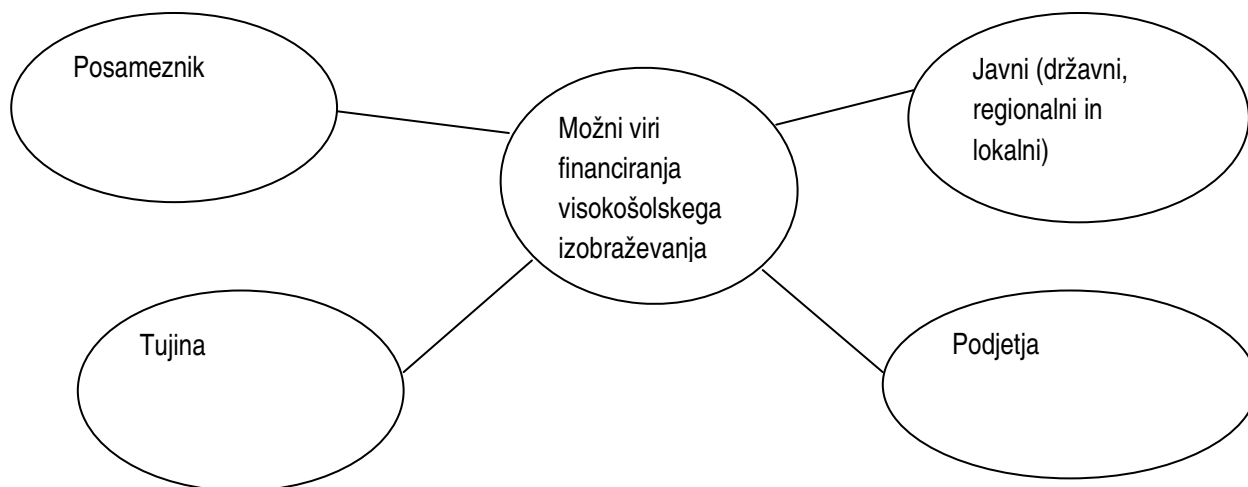 Posameznik
Javni (državni,
regionalni in
lokalni)
Možni viri
financiranja
visokošolskega
izobraževanja
Tujina
Podjetja